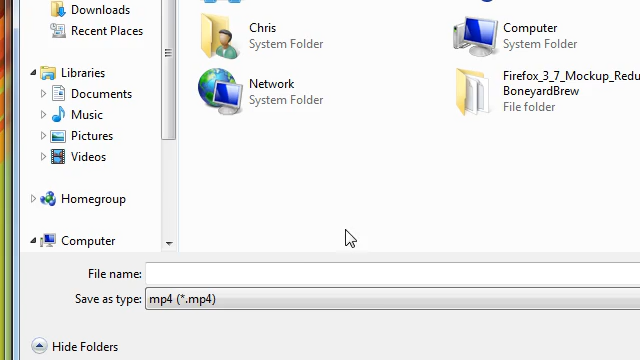 Downloads
Recent Places
Libraries
Documents
Music
Pictures
Videos
Homegroup
Computer
Chris
System Folder
Computer
System Folder
Network
System Folder
Firefox_3_7_Mockup_Redu
BoneyardBrew
File folder
File name:
Save as type: mp4 (*.mp4)
Hide Folders